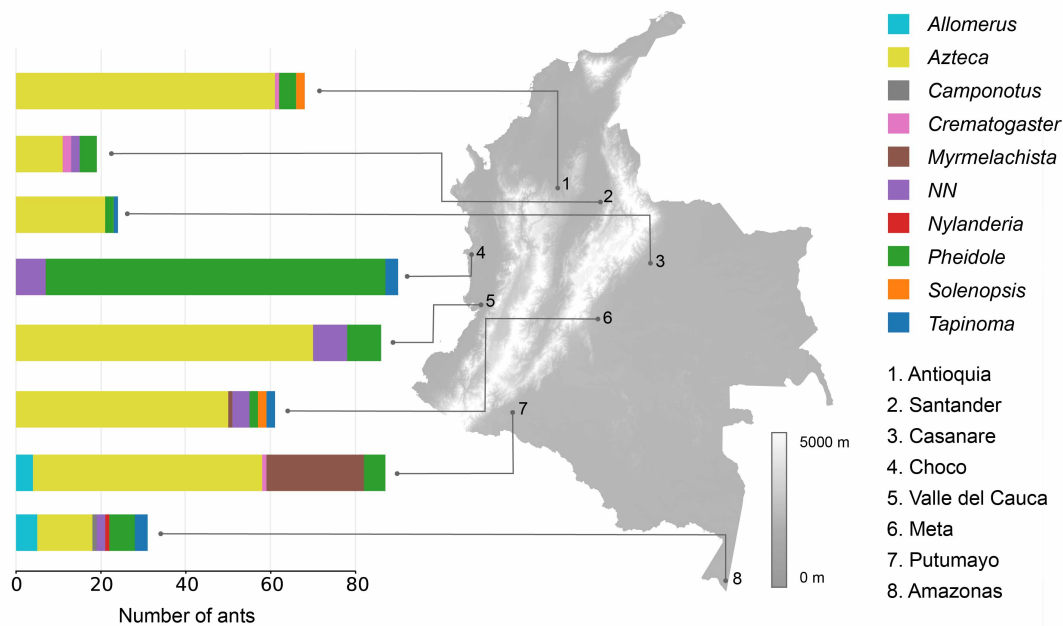 Allomerus
Azteca
Camponotus
Crematogaster
Myrmelachista
NN
Nylanderia
Pheidole
Solenopsis
Tapinoma
1
2
3
4
5
6
7
8
5000 m
0 m
1. Antioquia
2. Santander
3. Casanare
4. Choco
5. Valle del Cauca
6. Meta
7. Putumayo
8. Amazonas
0 20 40 60 80
Number of ants